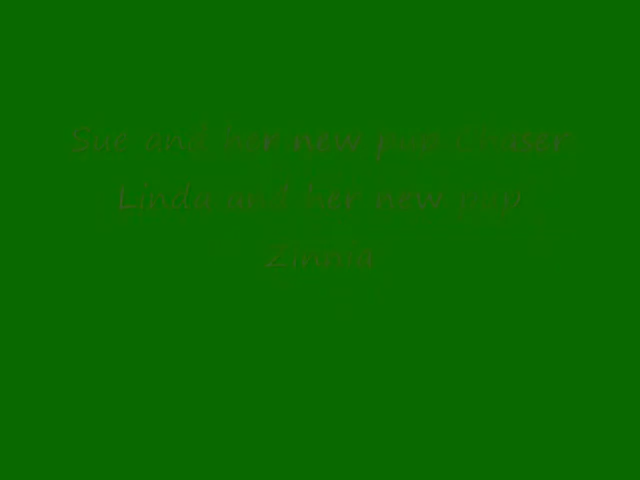 Sue and her new pup Chaser
Linda and her new pup
Zinnia